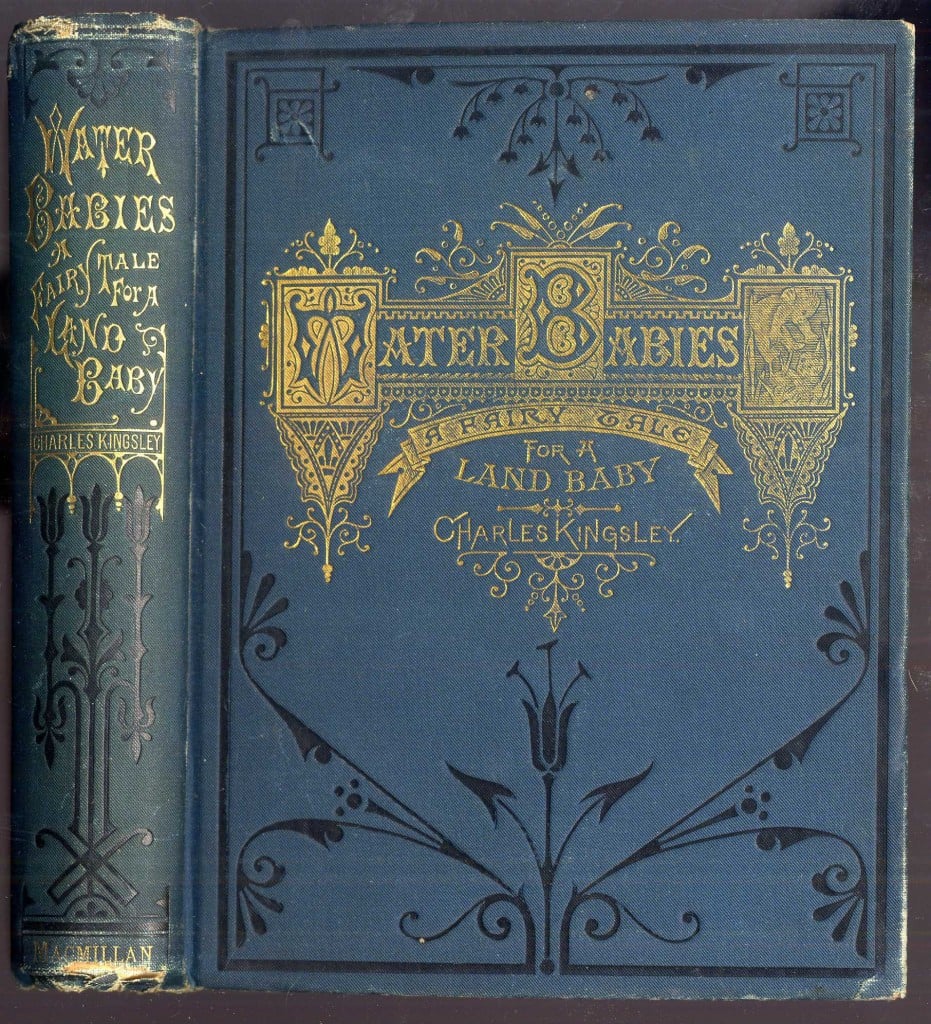 WATER
BABIES
A
FAIRY TALE
FOR A
LAND
BABY
CHARLES KINGSLEY
MACMILLAN
WATER BABIES
A FAIRY TALE
FOR A
LAND BABY
CHARLES KINGSLEY.